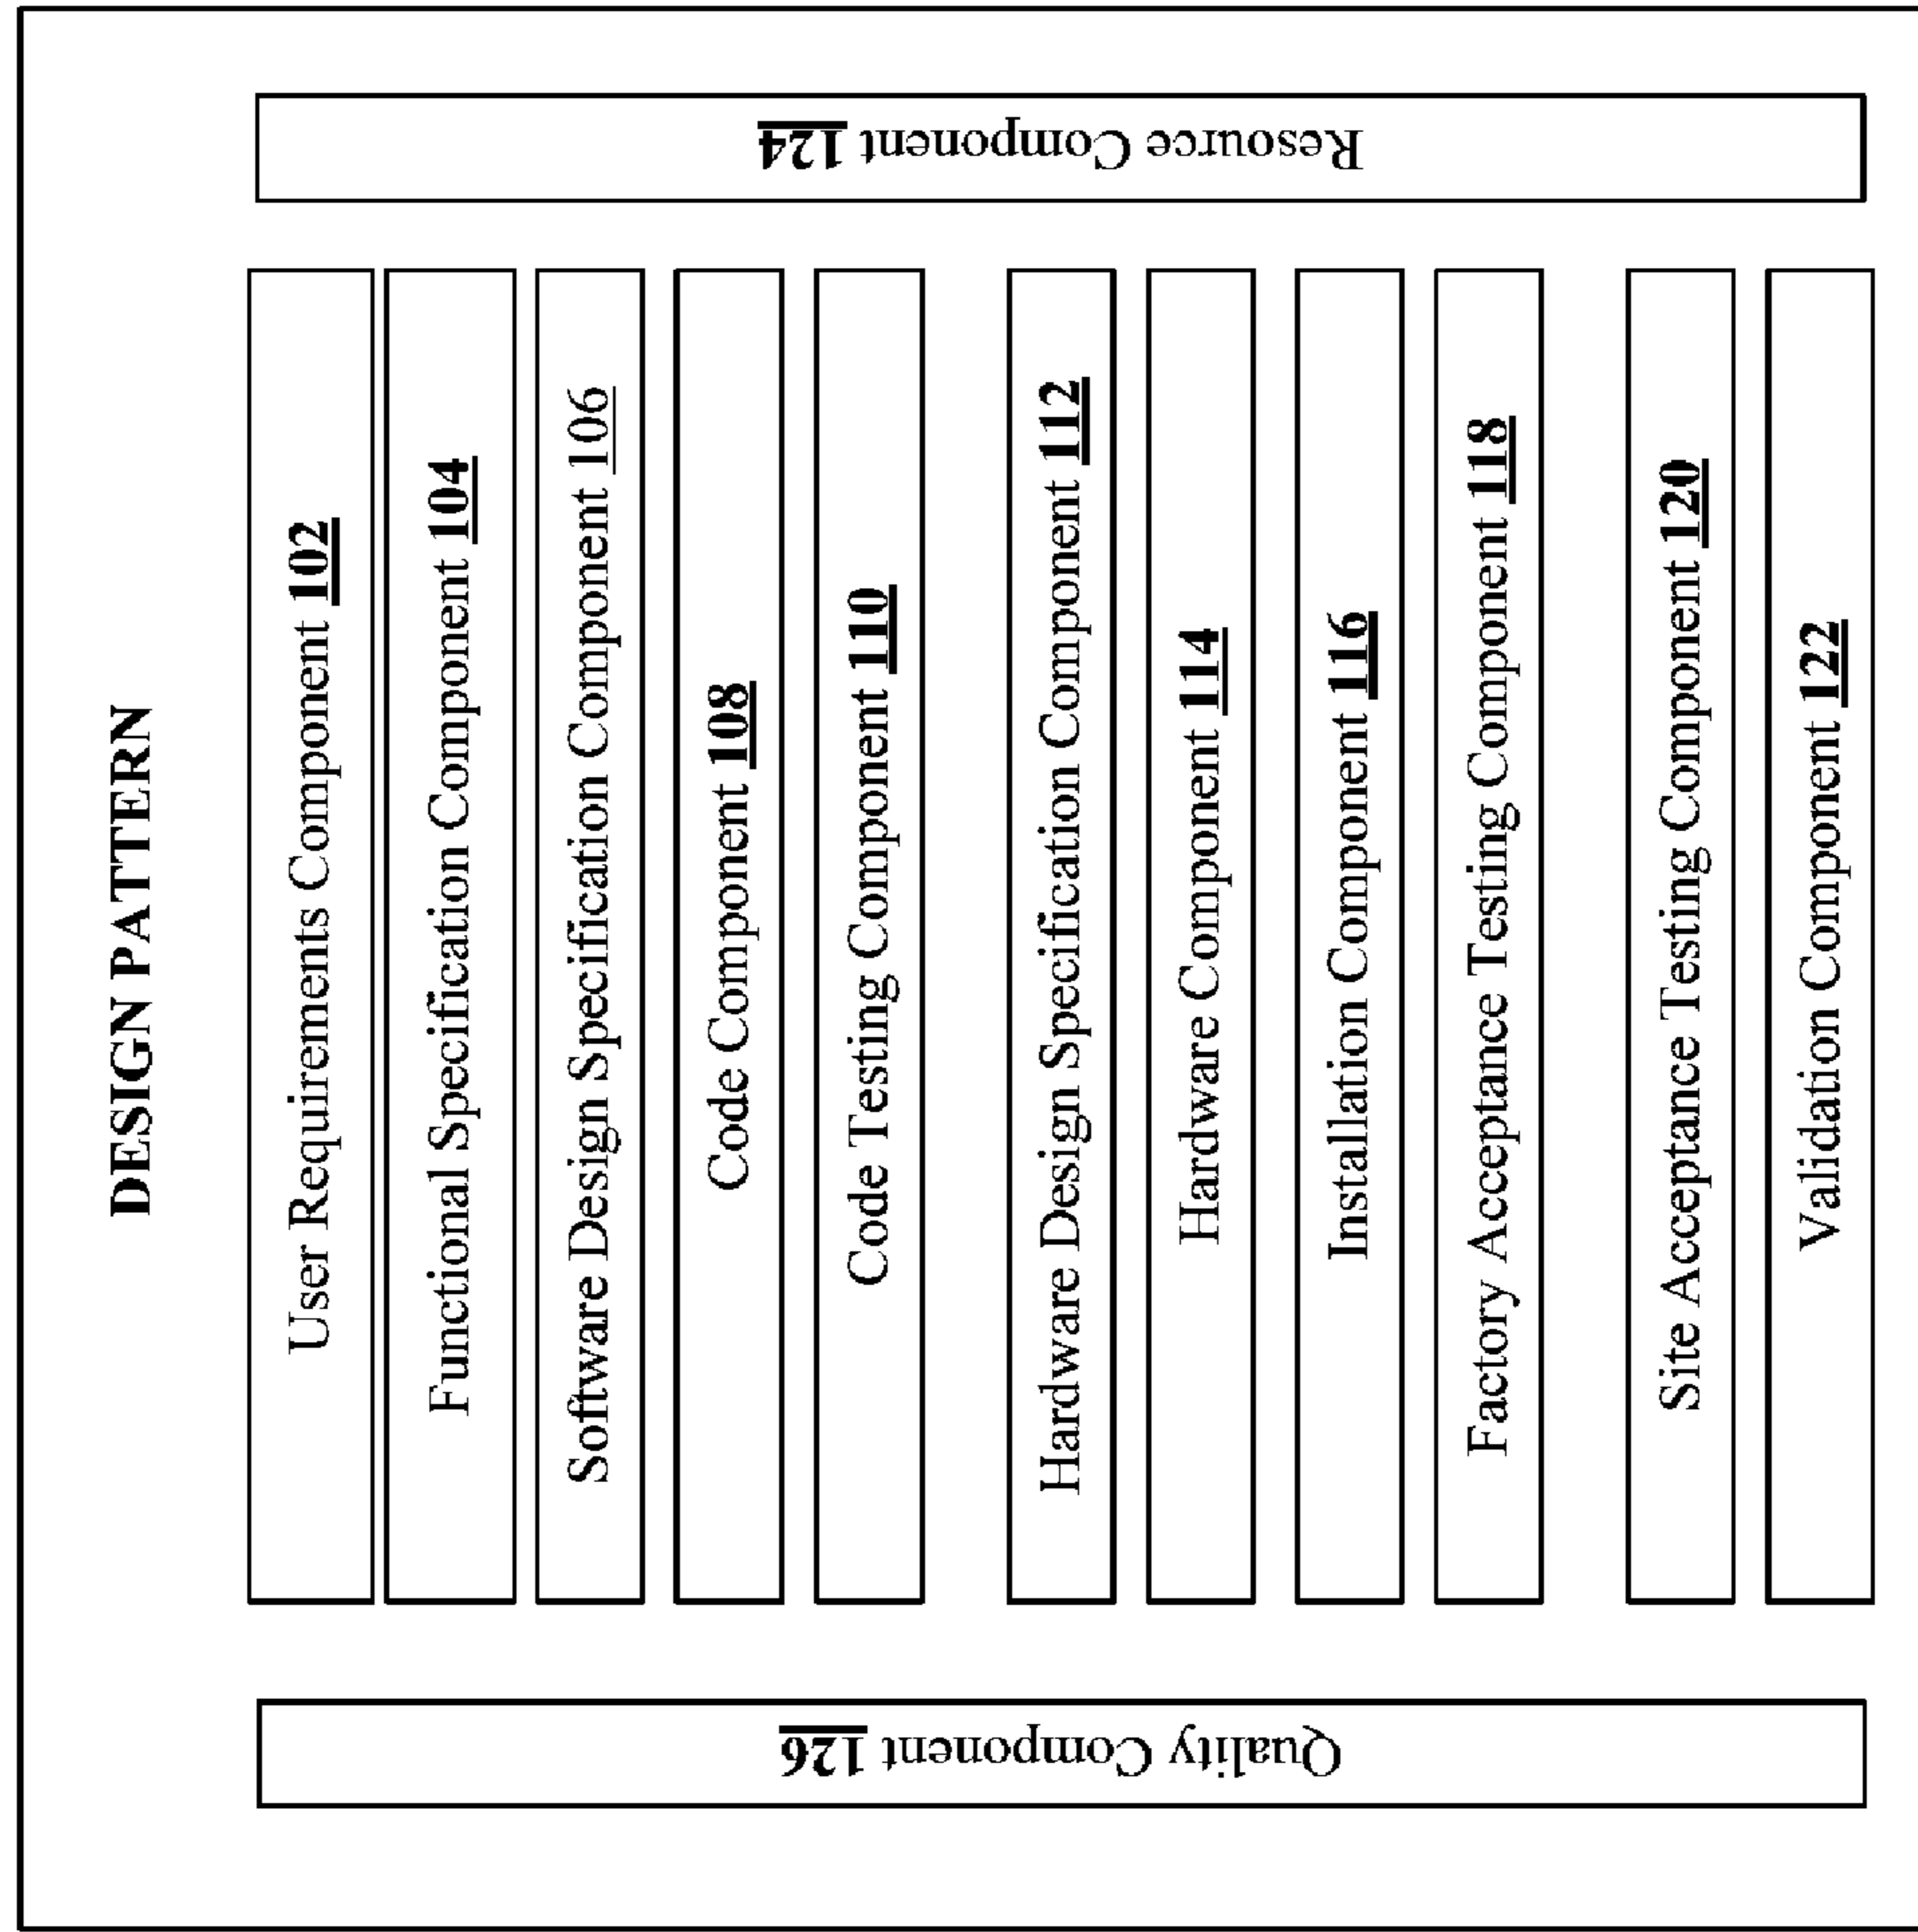 DESIGN PATTERN
User Requirements Component 102
Functional Specification Component 104
Software Design Specification Component 106
Code Component 108
Code Testing Component 110
Hardware Design Specification Component 112
Hardware Component 114
Installation Component 116
Factory Acceptance Testing Component 118
Site Acceptance Testing Component 120
Validation Component 122
Quality Component 126
Resource Component 124